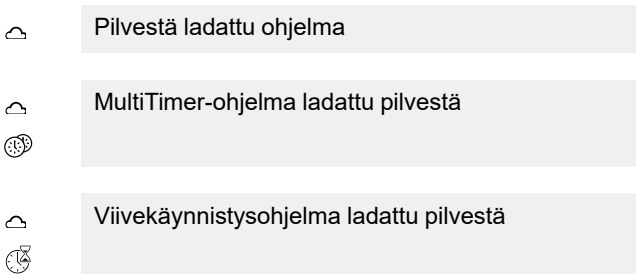 Pilvestä ladattu ohjelma
MultiTimer-ohjelma ladattu pilvestä
Viivekäynnistysohjelma ladattu pilvestä